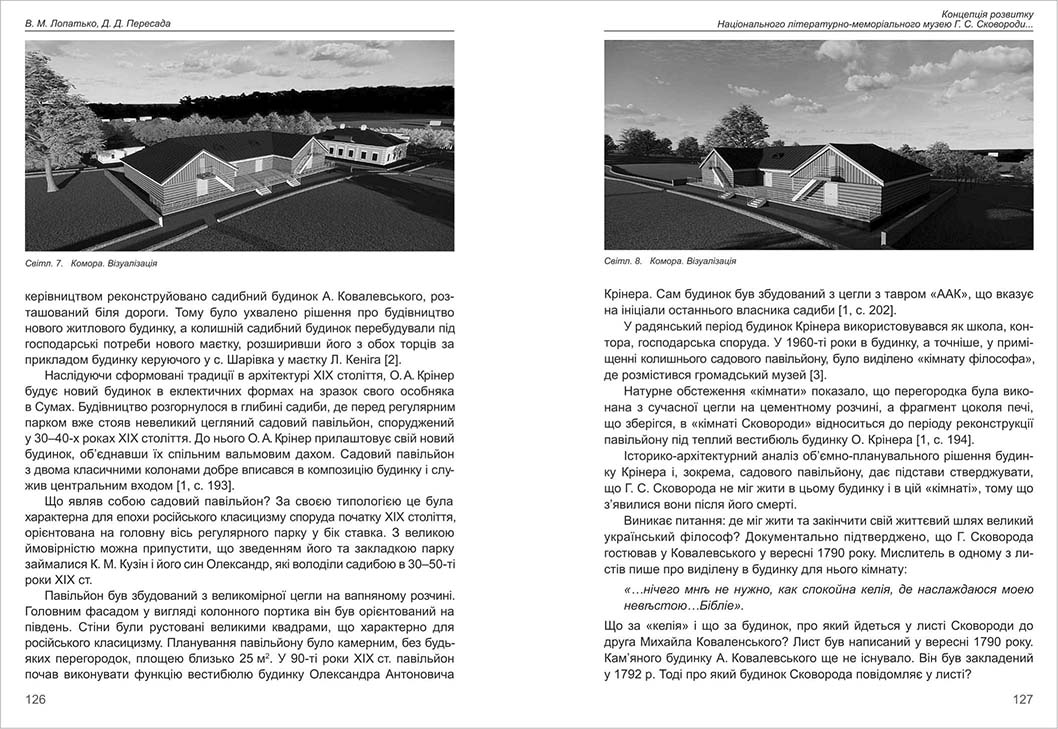 В. М. Лопатько, Д. Д. Пересада
Світл. 7. Комора. Візуалізація
керівництвом реконструйовано садибний будинок А. Ковалевського, роз-
ташований біля дороги. Тому було ухвалено рішення про будівництво
нового житлового будинку, а колишній садибний будинок перебудували під
господарські потреби нового маєтку, розширивши його з обох торців за
прикладом будинку керуючого у с. Шарівка у маєтку Л. Кеніга [2].
Наслідуючи сформовані традиції в архітектурі XIX століття, О. А. Крінер
будує новий будинок в еклектичних формах на зразок свого особняка
в Сумах. Будівництво розгорнулося в глибині садиби, де перед регулярним
парком вже стояв невеликий цегляний садовий павільйон, споруджений
у 30–40-х роках XIX століття. До нього О. А. Крінер прилаштовує свій новий
будинок, об’єднавши їх спільним вальмовим дахом. Садовий павільйон
з двома класичними колонами добре вписався в композицію будинку і слу-
жив центральним входом [1, с. 193].
Що являв собою садовий павільйон? За своєю типологією це була
характерна для епохи російського класицизму споруда початку XIX століття,
орієнтована на головну вісь регулярного парку у бік ставка. З великою
ймовірністю можна припустити, що зведенням його та закладкою парку
займалися К. М. Кузін і його син Олександр, які володіли садибою в 30–50-ті
роки XIX ст.
Павільйон був збудований з великомірної цегли на вапняному розчині.
Головним фасадом у вигляді колонного портика він був орієнтований на
південь. Стіни були рустовані великими квадрами, що характерно для
російського класицизму. Планування павільйону було камерним, без будь-
яких перегородок, площею близько 25 м². У 90-ті роки XIX ст. павільйон
почав виконувати функцію вестибюлю будинку Олександра Антоновича
126
Концепція розвитку
Національного літературно-меморіального музею Г. С. Сковороди...
Світл. 8. Комора. Візуалізація
Крінера. Сам будинок був збудований з цегли з тавром «ААК», що вказує
на ініціали останнього власника садиби [1, с. 202].
У радянський період будинок Крінера використовувався як школа, кон-
тора, господарська споруда. У 1960-ті роки в будинку, а точніше, у примі-
щенні колишнього садового павільйону, було виділено «кімнату філософа»,
де розмістився громадський музей [3].
Натурне обстеження «кімнати» показало, що перегородка була вико-
нана з сучасної цегли на цементному розчині, а фрагмент цоколя печі,
що зберігся, в «кімнаті Сковороди» відноситься до періоду реконструкції
павільйону під теплий вестибюль будинку О. Крінера [1, с. 194].
Історико-архітектурний аналіз об’ємно-планувального рішення будин-
ку Крінера і, зокрема, садового павільйону, дає підстави стверджувати,
що Г. С. Сковорода не міг жити в цьому будинку і в цій «кімнаті», тому що
з’явилися вони після його смерті.
Виникає питання: де міг жити та закінчити свій життєвий шлях великий
український філософ? Документально підтверджено, що Г. Сковорода
гостював у Ковалевського у вересні 1790 року. Мислитель в одному з ли-
стів пише про виділену в будинку для нього кімнату:
«…нічего мнѣ не нужно, как спокойна келія, де наслаждаюся моею
невѣстою…Біблією».
Що за «келія» і що за будинок, про який йдеться у листі Сковороди до
друга Михайла Коваленського? Лист був написаний у вересні 1790 року.
Кам’яного будинку А. Ковалевського ще не існувало. Він був закладений
у 1792 р. Тоді про який будинок Сковорода повідомляє у листі?
127